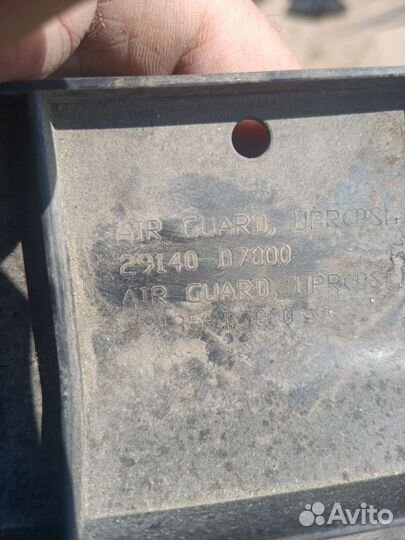 AIR GUARD, UPR
29140 D7000
AIR GUARD, UPR
Avito